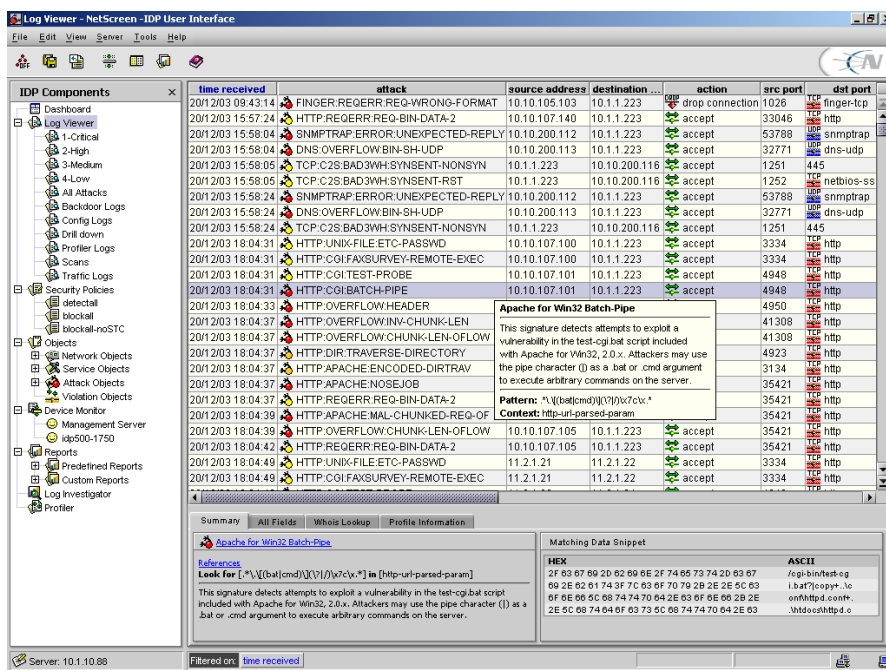 Log Viewer - NetScreen -IDP User Interface
File Edit View Server Tools Help
OFF
N
IDP Components ×
Dashboard
Log Viewer
1-Critical
2-High
3-Medium
4-Low
All Attacks
Backdoor Logs
Config Logs
Drill down
Profiler Logs
Scans
Traffic Logs
Security Policies
detectall
blockall
blockall-noSTC
Objects
Network Objects
Service Objects
Attack Objects
Violation Objects
Device Monitor
Management Server
idp500-1750
Reports
Predefined Reports
Custom Reports
Log Investigator
Profiler
time received attack source address destination ... action src port dst port
20/12/03 09:43:14 FINGER:REQERR:REQ-WRONG-FORMAT 10.10.105.103 10.1.1.223 drop connection 1026 TCP finger-tcp
20/12/03 15:57:24 HTTP:REQERR:REQ-BIN-DATA-2 10.10.107.140 10.1.1.223 accept 33046 TCP http
20/12/03 15:58:04 SNMPTRAP:ERROR:UNEXPECTED-REPLY 10.10.200.112 10.1.1.223 accept 53788 UDP snmptrap
20/12/03 15:58:04 DNS:OVERFLOW:BIN-SH-UDP 10.10.200.113 10.1.1.223 accept 32771 UDP dns-udp
20/12/03 15:58:05 TCP:C2S:BAD3WH:SYNSENT-NONSYN 10.1.1.223 10.10.200.116 accept 1251 445
20/12/03 15:58:05 TCP:C2S:BAD3WH:SYNSENT-RST 10.1.1.223 10.10.200.116 accept 1252 TCP netbios-ss
20/12/03 15:58:24 SNMPTRAP:ERROR:UNEXPECTED-REPLY 10.10.200.112 10.1.1.223 accept 53788 UDP snmptrap
20/12/03 15:58:24 DNS:OVERFLOW:BIN-SH-UDP 10.10.200.113 10.1.1.223 accept 32771 UDP dns-udp
20/12/03 15:58:24 TCP:C2S:BAD3WH:SYNSENT-NONSYN 10.1.1.223 10.10.200.116 accept 1251 445
20/12/03 18:04:31 HTTP:UNIX-FILE:ETC-PASSWD 10.10.107.100 10.1.1.223 accept 3334 TCP http
20/12/03 18:04:31 HTTP:CGI:FAXSURVEY-REMOTE-EXEC 10.10.107.100 10.1.1.223 accept 3334 TCP http
20/12/03 18:04:31 HTTP:CGI:TEST-PROBE 10.10.107.101 10.1.1.223 accept 4948 TCP http
20/12/03 18:04:31 HTTP:CGI:BATCH-PIPE 10.10.107.101 10.1.1.223 accept 4948 TCP http
20/12/03 18:04:33 HTTP:OVERFLOW:HEADER 4950 TCP http
20/12/03 18:04:37 HTTP:OVERFLOW:INV-CHUNK-LEN 41308 TCP http
20/12/03 18:04:37 HTTP:OVERFLOW:CHUNK-LEN-OFLOW 41308 TCP http
20/12/03 18:04:37 HTTP:DIR:TRAVERSE-DIRECTORY 4923 TCP http
20/12/03 18:04:37 HTTP:APACHE:ENCODED-DIRTRAV 3134 TCP http
20/12/03 18:04:37 HTTP:APACHE:NOSEJOB 35421 TCP http
20/12/03 18:04:37 HTTP:REQERR:REQ-BIN-DATA-2 35421 TCP http
20/12/03 18:04:39 HTTP:APACHE:MAL-CHUNKED-REQ-OF 35421 TCP http
20/12/03 18:04:39 HTTP:OVERFLOW:CHUNK-LEN-OFLOW 10.10.107.105 10.1.1.223 accept 35421 TCP http
20/12/03 18:04:42 HTTP:REQERR:REQ-BIN-DATA-2 10.10.107.105 10.1.1.223 accept 35421 TCP http
20/12/03 18:04:49 HTTP:UNIX-FILE:ETC-PASSWD 11.2.1.21 11.2.1.22 accept 3334 TCP http
20/12/03 18:04:49 HTTP:CGI:FAXSURVEY-REMOTE-EXEC 11.2.1.21 11.2.1.22 accept 3334 TCP http
Apache for Win32 Batch-Pipe
This signature detects attempts to exploit a
vulnerability in the test-cgi.bat script included
with Apache for Win32, 2.0.x. Attackers may use
the pipe character (|) as a .bat or .cmd argument
to execute arbitrary commands on the server.
Pattern: .*\.\[(bat|cmd)\](\?|/)\x7c\x.*
Context: http-url-parsed-param
Summary All Fields Whois Lookup Profile Information
Apache for Win32 Batch-Pipe
References
Look for [.*\.\[(bat|cmd)\](\?|/)\x7c\x.*] in [http-url-parsed-param]
This signature detects attempts to exploit a vulnerability in the test-cgi.bat script
included with Apache for Win32, 2.0.x. Attackers may use the pipe character (|) as a
.bat or .cmd argument to execute arbitrary commands on the server.
Matching Data Snippet
HEX ASCII
2F 63 67 69 2D 62 69 6E 2F 74 65 73 74 2D 63 67 /cgi-bin/test-cg
69 2E 62 61 74 3F 7C 63 6F 70 79 2B 2E 2E 5C 63 i.bat?|copy+..\c
6F 6E 66 5C 68 74 74 70 64 2E 63 6F 6E 66 2B 2E onf\httpd.conf+.
2E 5C 68 74 64 6F 63 73 5C 68 74 74 70 64 2E 63 .\htdocs\httpd.c
Server: 10.1.10.88 Filtered on: time received